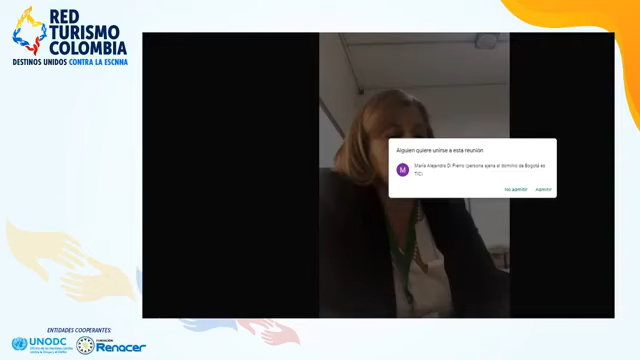 RED
TURISMO
COLOMBIA
DESTINOS UNIDOS CONTRA LA ESCNNA
Alguien quiere unirse a esta reunión
M
María Alejandra Di Pierro (persona ajena al dominio de Bogotá es
TIC)
No admitir
Admitir
ENTIDADES COOPERANTES:
UNODC
FUNDACIÓN
Renacer